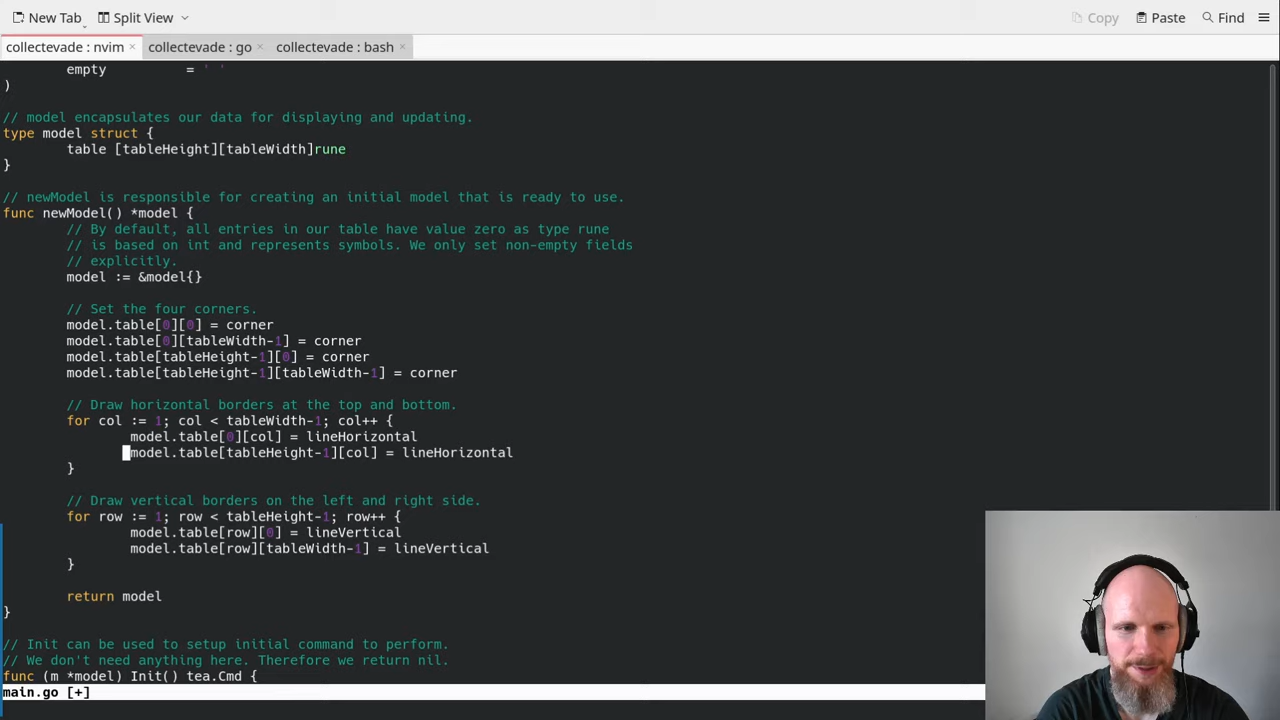 New Tab Split View Copy Paste Find
collectevade : nvim collectevade : go collectevade : bash
empty = ' '
)
// model encapsulates our data for displaying and updating.
type model struct {
table [tableHeight][tableWidth]rune
}
// newModel is responsible for creating an initial model that is ready to use.
func newModel() *model {
// By default, all entries in our table have value zero as type rune
// is based on int and represents symbols. We only set non-empty fields
// explicitly.
model := &model{}
// Set the four corners.
model.table[0][0] = corner
model.table[0][tableWidth-1] = corner
model.table[tableHeight-1][0] = corner
model.table[tableHeight-1][tableWidth-1] = corner
// Draw horizontal borders at the top and bottom.
for col := 1; col < tableWidth-1; col++ {
model.table[0][col] = lineHorizontal
model.table[tableHeight-1][col] = lineHorizontal
}
// Draw vertical borders on the left and right side.
for row := 1; row < tableHeight-1; row++ {
model.table[row][0] = lineVertical
model.table[row][tableWidth-1] = lineVertical
}
return model
}
// Init can be used to setup initial command to perform.
// We don't need anything here. Therefore we return nil.
func (m *model) Init() tea.Cmd {
main.go [+]